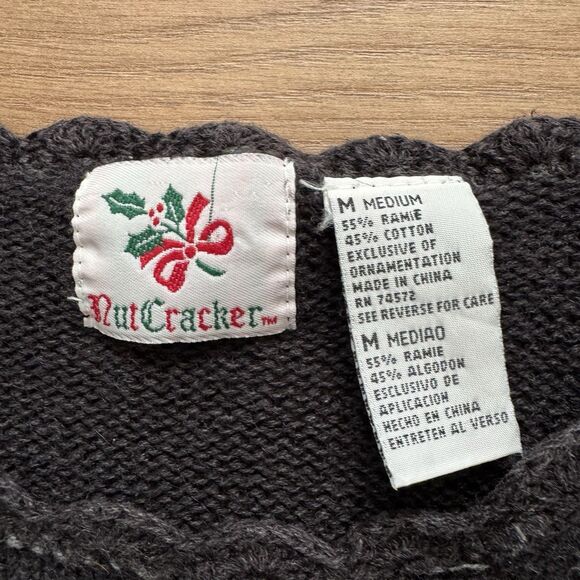 NutCracker™
M MEDIUM
55% RAMIE
45% COTTON
EXCLUSIVE OF
ORNAMENTATION
MADE IN CHINA
RN 74572
SEE REVERSE FOR CARE
M MEDIAO
55% RAMIE
45% ALGODON
ESCLUSIVO DE
APLICACION
HECHO EN CHINA
ENTRETEN AL VERSO